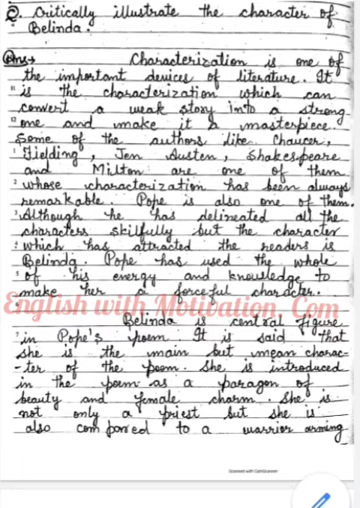 Q. Critically illustrate the character of
Belinda.
Ans→ Characterization is one of
the important devices of literature. It
is the characterization which can
convert a weak story into a strong
one and make it a masterpiece.
Some of the authors like Chaucer,
Fielding, Jen Austen, Shakespeare
and Milton are one of them
whose characterization has been always
remarkable. Pope is also one of them.
Although he has delineated all the
characters skilfully but the character
which has attracted the readers is
Belinda. Pope has used the whole
of his energy and knowledge to
make her a forceful character.
English with Motivation. Com
Belinda is central figure
in Pope's poem. It is said that
she is the main but mean charac-
-ter of the poem. She is introduced
in the poem as a paragon of
beauty and female charm. She is
not only a priest but she is
also compared to a warrior arming
Scanned with CamScanner